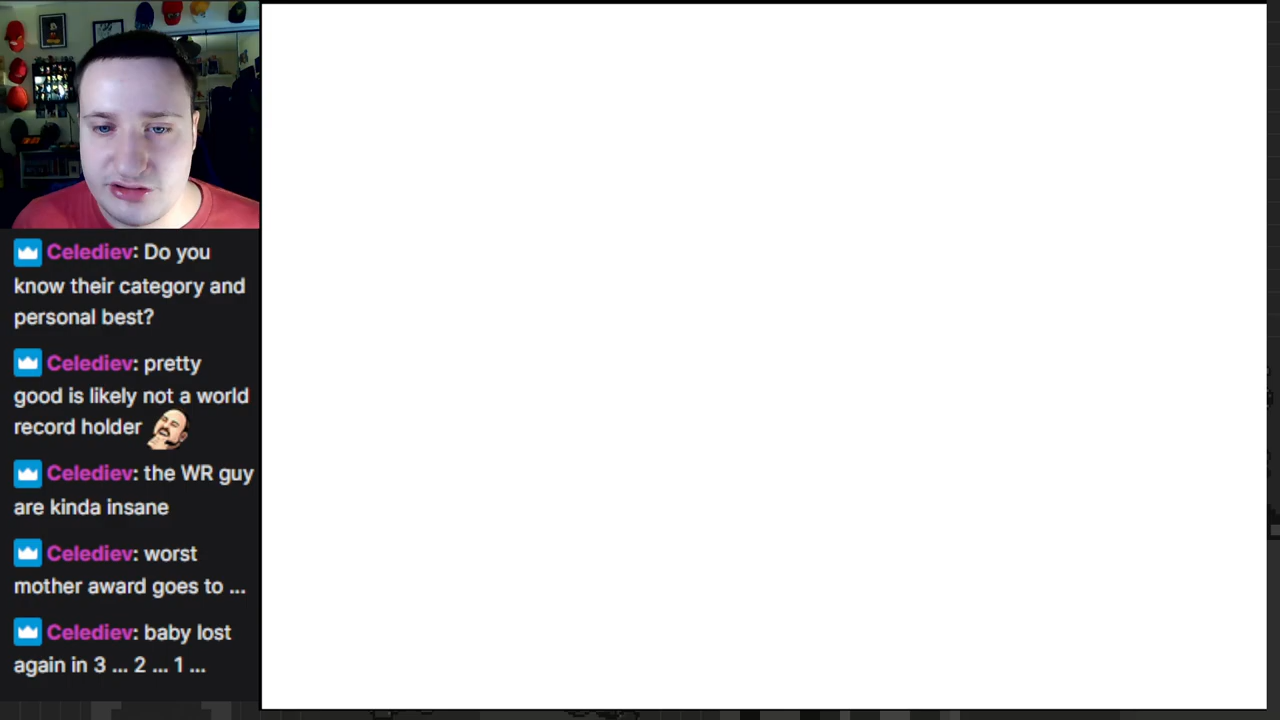 Celediev: Do you
know their category and
personal best?
Celediev: pretty
good is likely not a world
record holder
Celediev: the WR guy
are kinda insane
Celediev: worst
mother award goes to ...
Celediev: baby lost
again in 3 ... 2 ... 1 ...